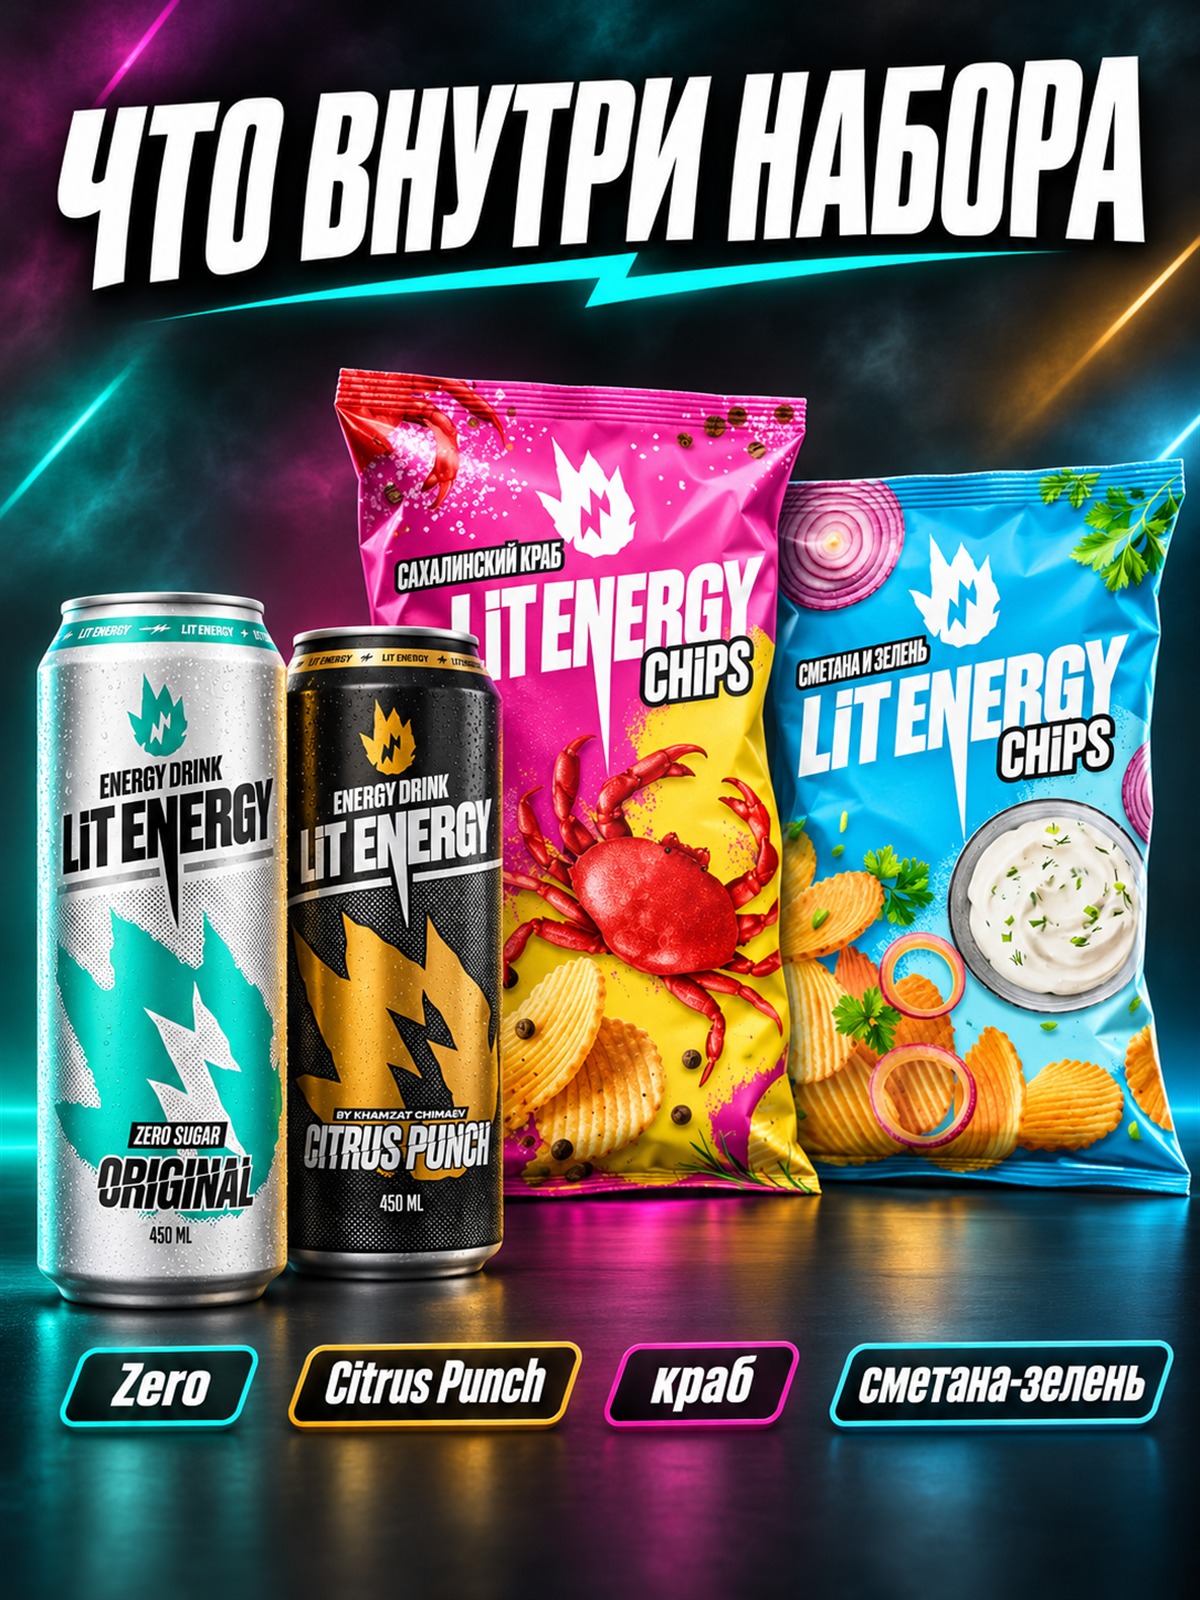 ЧТО ВНУТРИ НАБОРА
САХАЛИНСКИЙ КРАБ
LiT ENERGY
CHiPS
СМЕТАНА И ЗЕЛЕНЬ
LiT ENERGY
CHiPS
LIT ENERGY LIT ENERGY
ENERGY DRINK
LiT ENERGY
ZERO SUGAR
ORIGINAL
450 ML
LIT ENERGY LIT ENERGY
ENERGY DRINK
LiT ENERGY
BY KHAMZAT CHIMAEV
CITRUS PUNCH
450 ML
Zero
Citrus Punch
краб
сметана-зелень